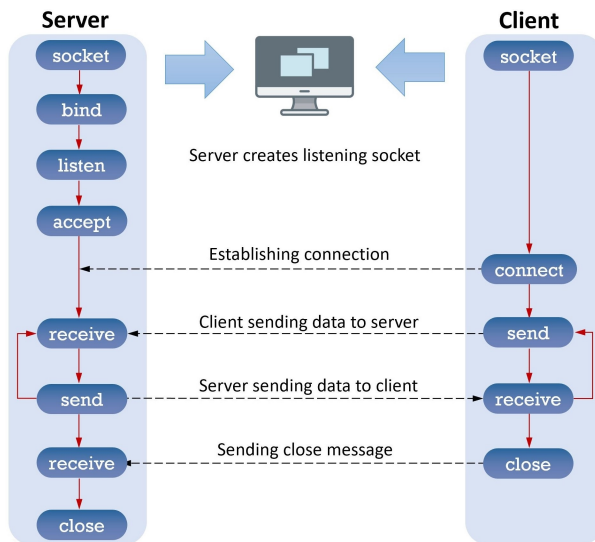 Server
Client
socket
socket
bind
Server creates listening socket
listen
accept
Establishing connection
connect
Client sending data to server
receive
send
Server sending data to client
send
receive
Sending close message
receive
close
close